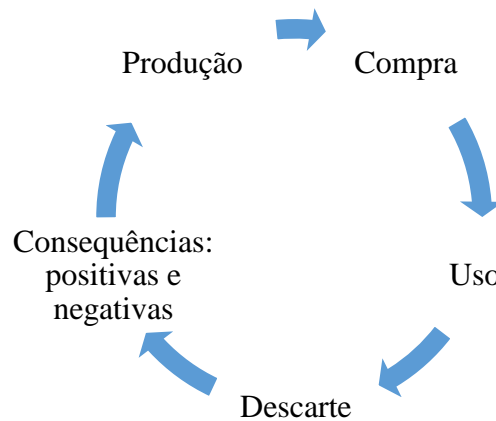 Produção
Compra
Uso
Descarte
Consequências:
positivas e
negativas